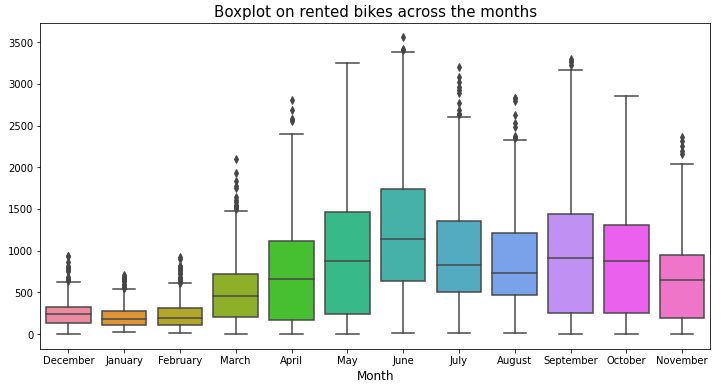 Boxplot on rented bikes across the months
3500
3000
2500
2000
1500
1000
500
0
December January February March April May June July August September October November
Month